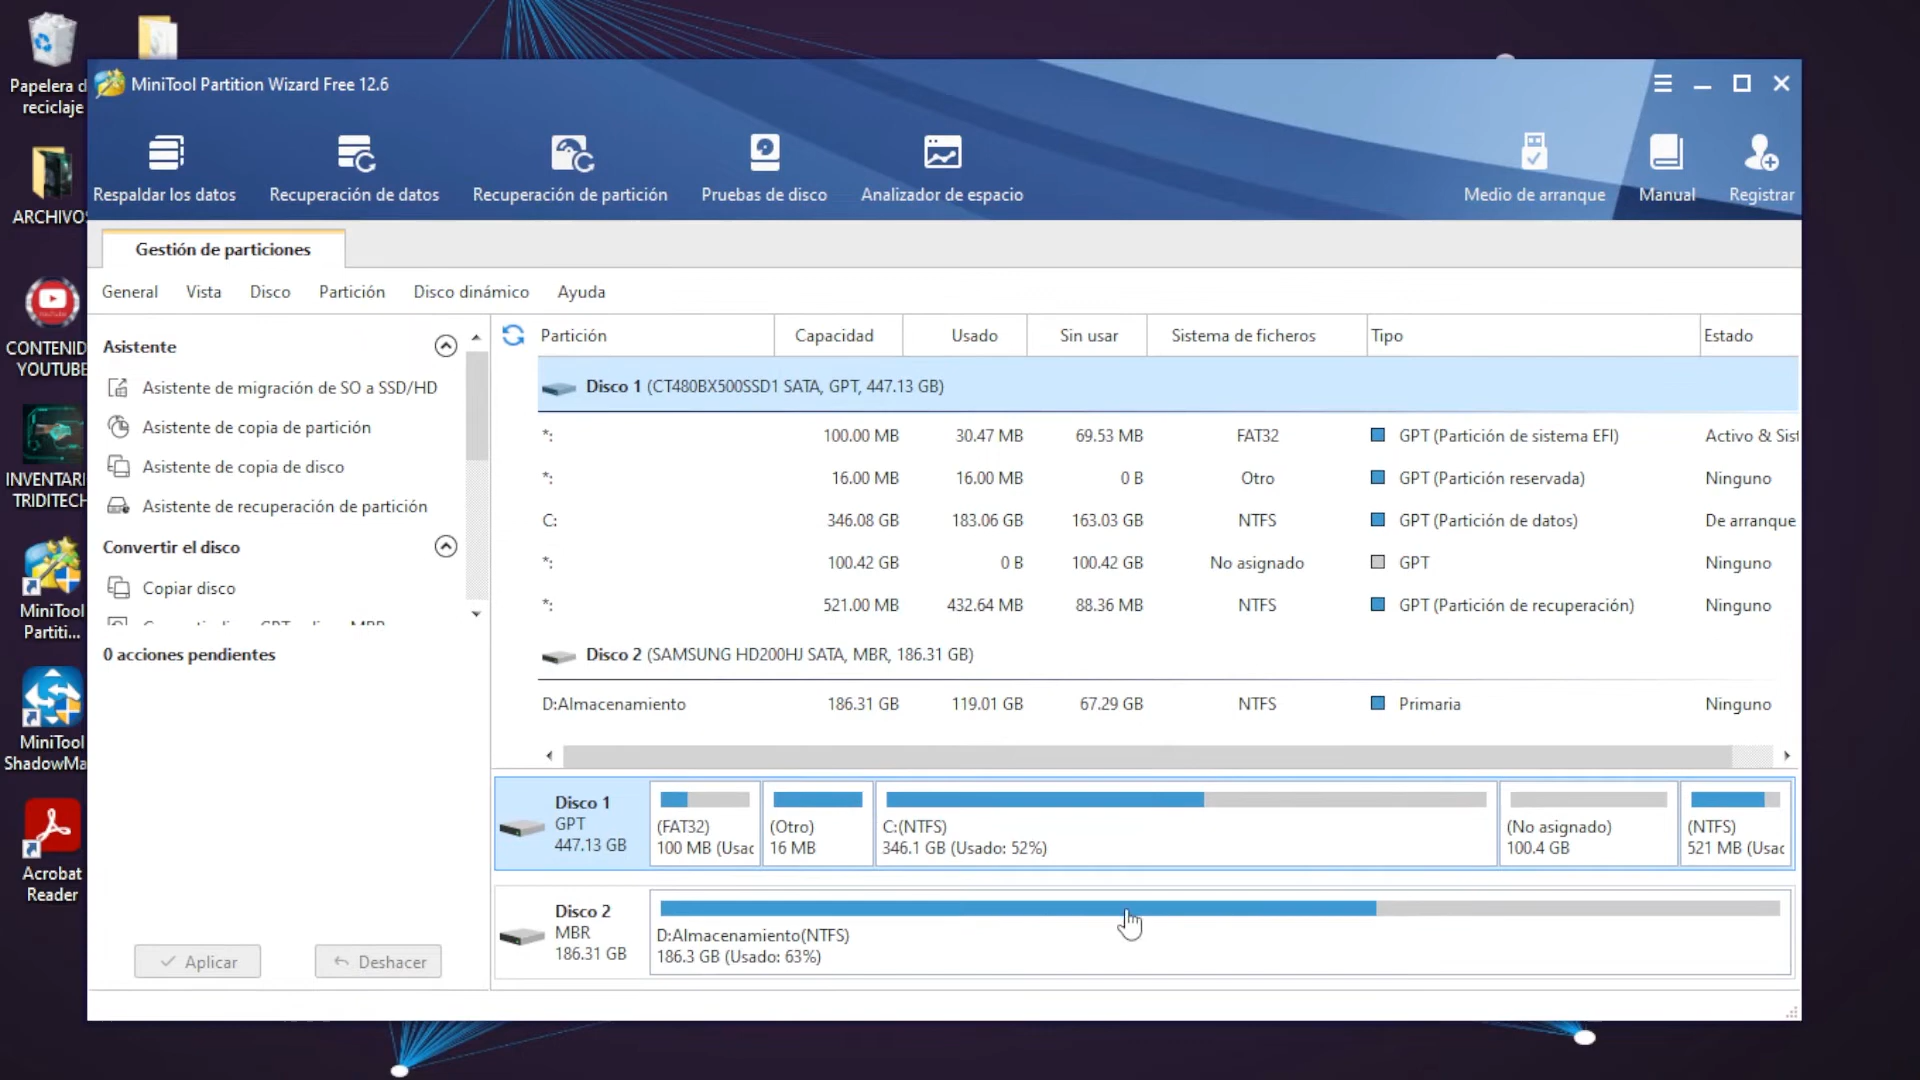 Papelera d
reciclaje
ARCHIVOS
CONTENID
YOUTUBE
INVENTARI
TRIDITECH
MiniTool
Partiti...
MiniTool
ShadowMa
Acrobat
Reader
MiniTool Partition Wizard Free 12.6
Respaldar los datos
Recuperación de datos
Recuperación de partición
Pruebas de disco
Analizador de espacio
Medio de arranque
Manual
Registrar
Gestión de particiones
General Vista Disco Partición Disco dinámico Ayuda
Asistente
Asistente de migración de SO a SSD/HD
Asistente de copia de partición
Asistente de copia de disco
Asistente de recuperación de partición
Convertir el disco
Copiar disco
0 acciones pendientes
Aplicar
Deshacer
Partición Capacidad Usado Sin usar Sistema de ficheros Tipo Estado
Disco 1 (CT480BX500SSD1 SATA, GPT, 447.13 GB)
*: 100.00 MB 30.47 MB 69.53 MB FAT32 GPT (Partición de sistema EFI) Activo & Sist
*: 16.00 MB 16.00 MB 0 B Otro GPT (Partición reservada) Ninguno
C: 346.08 GB 183.06 GB 163.03 GB NTFS GPT (Partición de datos) De arranque
*: 100.42 GB 0 B 100.42 GB No asignado GPT Ninguno
*: 521.00 MB 432.64 MB 88.36 MB NTFS GPT (Partición de recuperación) Ninguno
Disco 2 (SAMSUNG HD200HJ SATA, MBR, 186.31 GB)
D:Almacenamiento 186.31 GB 119.01 GB 67.29 GB NTFS Primaria Ninguno
Disco 1
GPT
447.13 GB
(FAT32)
100 MB (Usac
(Otro)
16 MB
C:(NTFS)
346.1 GB (Usado: 52%)
(No asignado)
100.4 GB
(NTFS)
521 MB (Usac
Disco 2
MBR
186.31 GB
D:Almacenamiento(NTFS)
186.3 GB (Usado: 63%)